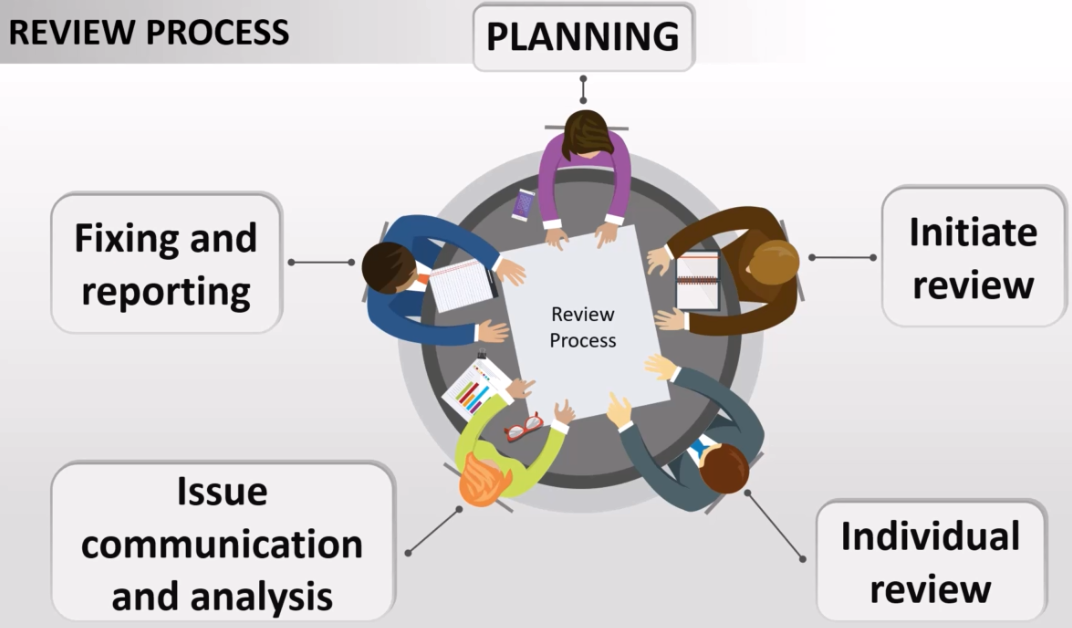 REVIEW PROCESS
PLANNING
Initiate
review
Individual
review
Issue
communication
and analysis
Fixing and
reporting
Review
Process